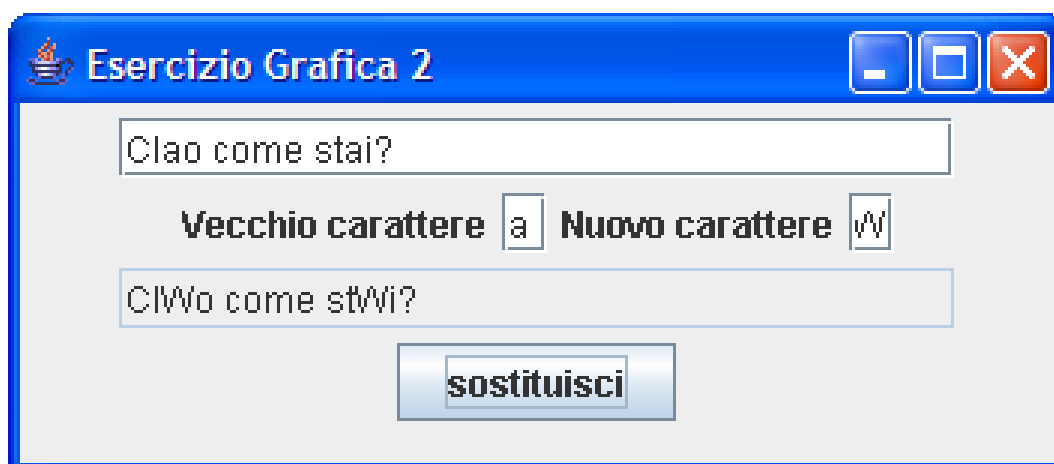 Esercizio Grafica 2
CIao come stai?
Vecchio carattere a Nuovo carattere W
CIWo come stWi?
sostituisci